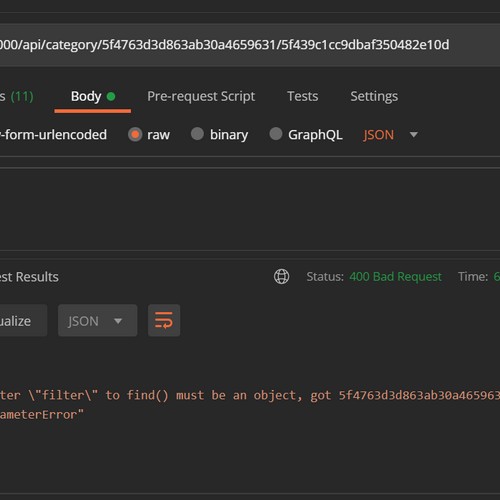 000/api/category/5f4763d3d863ab30a4659631/5f439c1cc9dbaf350482e10d
s (11) Body Pre-request Script Tests Settings
-form-urlencoded raw binary GraphQL JSON
est Results Status: 400 Bad Request Time: 6
ualize JSON
ter \"filter\" to find() must be an object, got 5f4763d3d863ab30a465963
ameterError"